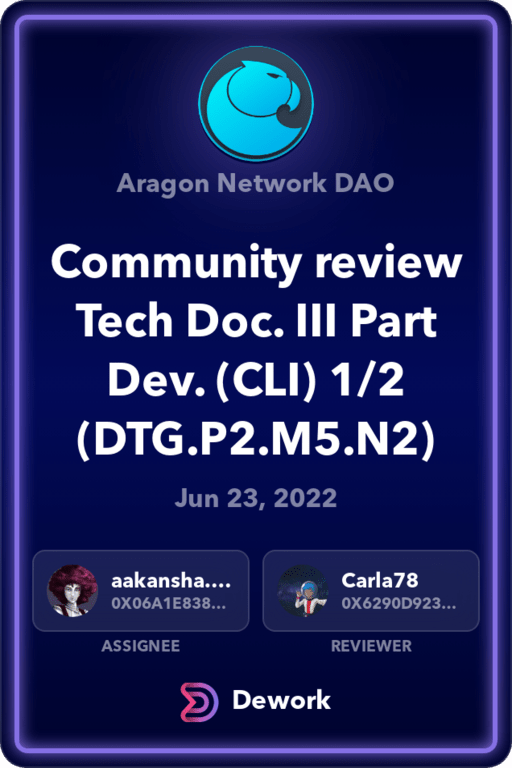 Aragon Network DAO
Community review
Tech Doc. III Part
Dev. (CLI) 1/2
(DTG.P2.M5.N2)
Jun 23, 2022
aakansha....
0X06A1E838...
Carla78
0X6290D923...
ASSIGNEE
REVIEWER
Dework